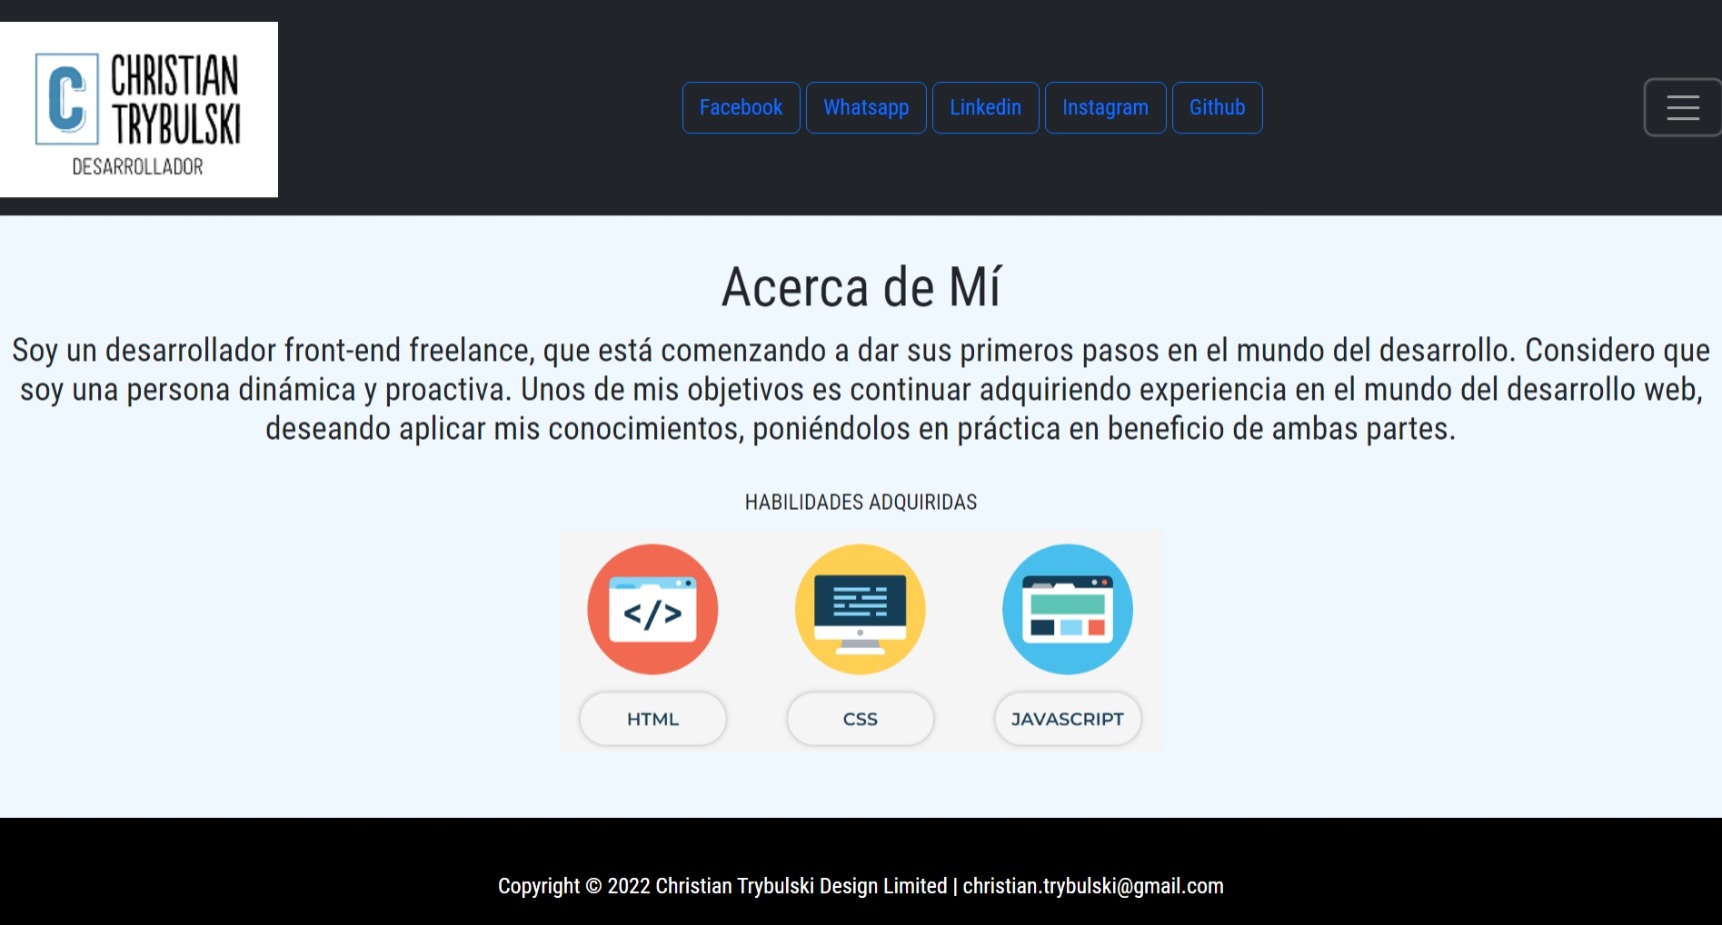 CHRISTIAN
TRYBULSKI
DESARROLLADOR
Facebook Whatsapp Linkedin Instagram Github
Acerca de Mí
Soy un desarrollador front-end freelance, que está comenzando a dar sus primeros pasos en el mundo del desarrollo. Considero que
soy una persona dinámica y proactiva. Unos de mis objetivos es continuar adquiriendo experiencia en el mundo del desarrollo web,
deseando aplicar mis conocimientos, poniéndolos en práctica en beneficio de ambas partes.
HABILIDADES ADQUIRIDAS
</>
HTML CSS JAVASCRIPT
Copyright © 2022 Christian Trybulski Design Limited | christian.trybulski@gmail.com